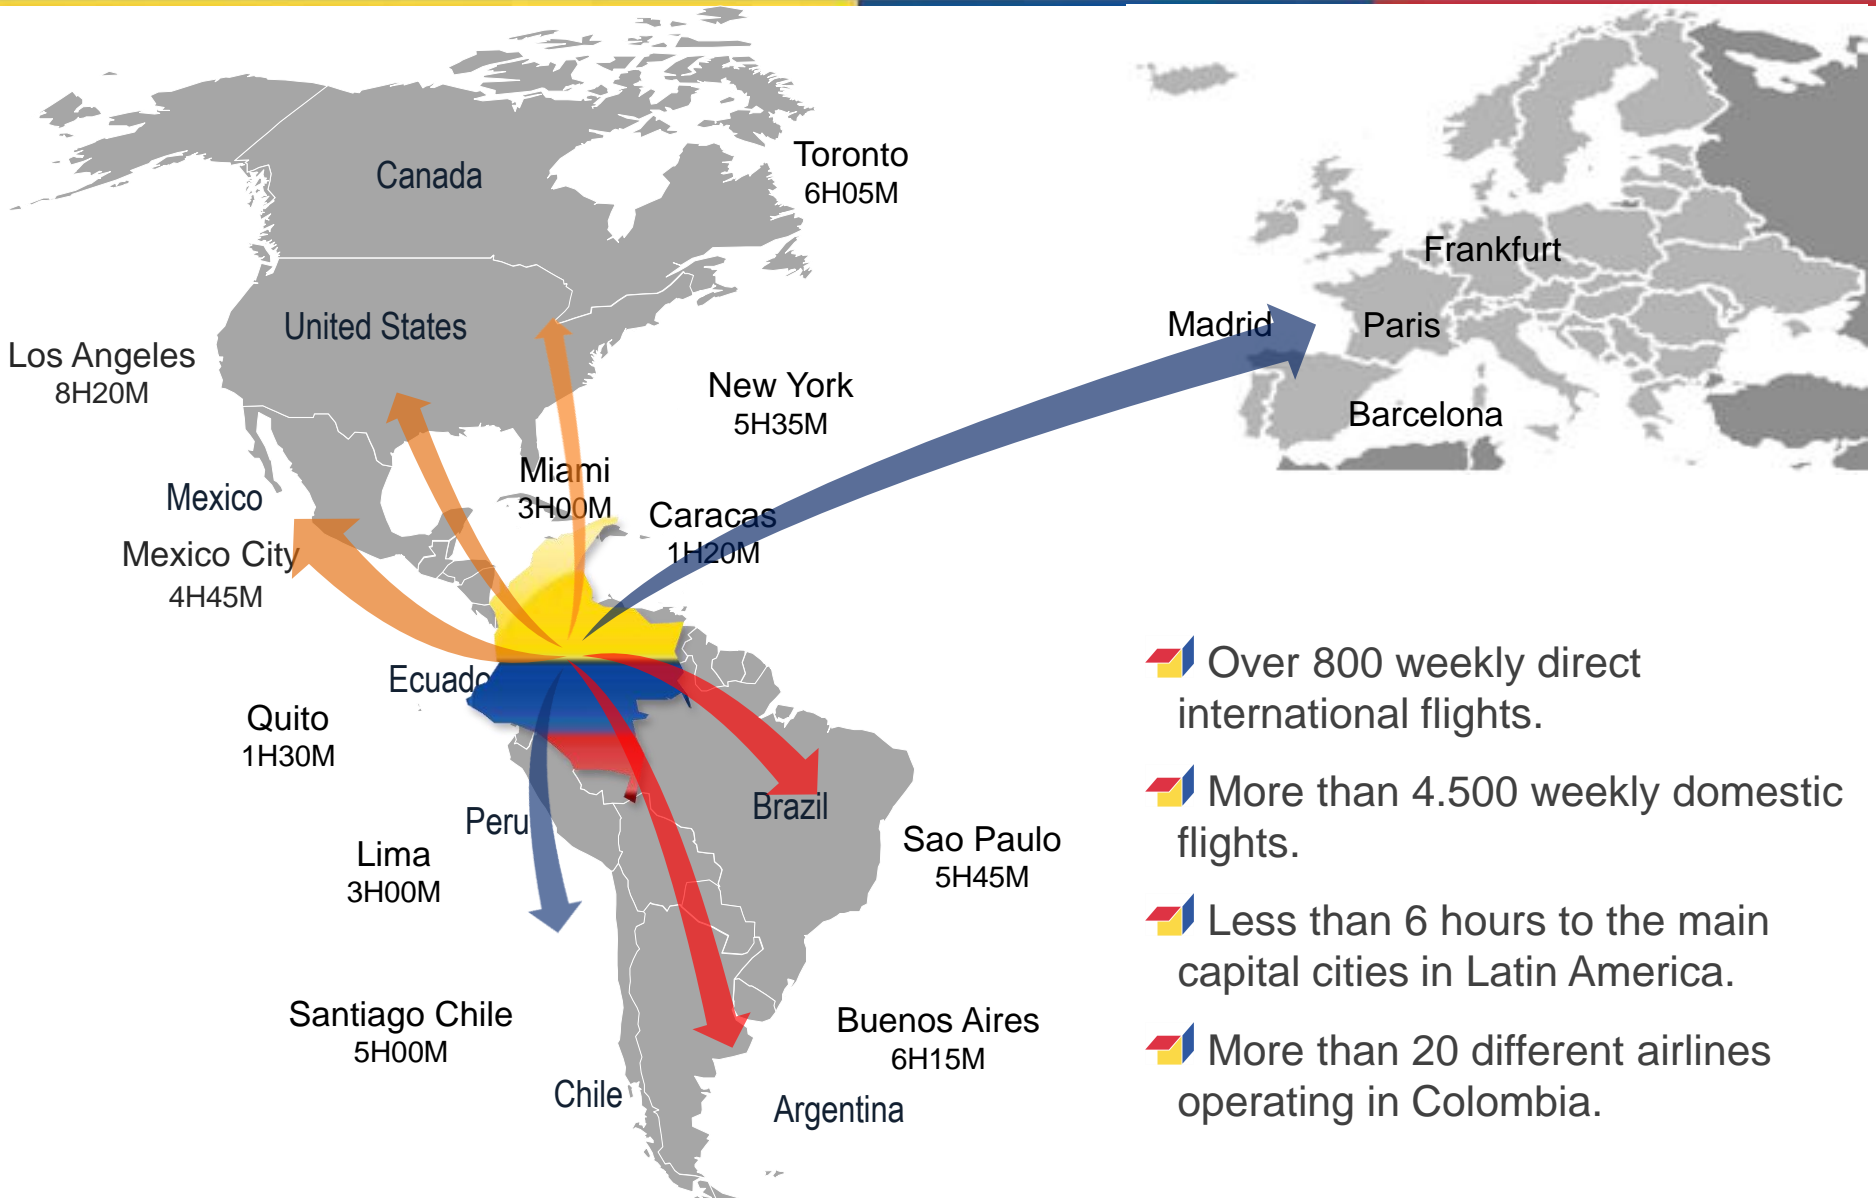 Canada
Toronto
6H05M
United States
Los Angeles
8H20M
New York
5H35M
Miami
3H00M
Mexico
Mexico City
4H45M
Caracas
1H20M
Ecuado
Quito
1H30M
Peru
Lima
3H00M
Brazil
Sao Paulo
5H45M
Santiago Chile
5H00M
Buenos Aires
6H15M
Chile
Argentina
Frankfurt
Madrid
Paris
Barcelona
Over 800 weekly direct
international flights.
More than 4.500 weekly domestic
flights.
Less than 6 hours to the main
capital cities in Latin America.
More than 20 different airlines
operating in Colombia.